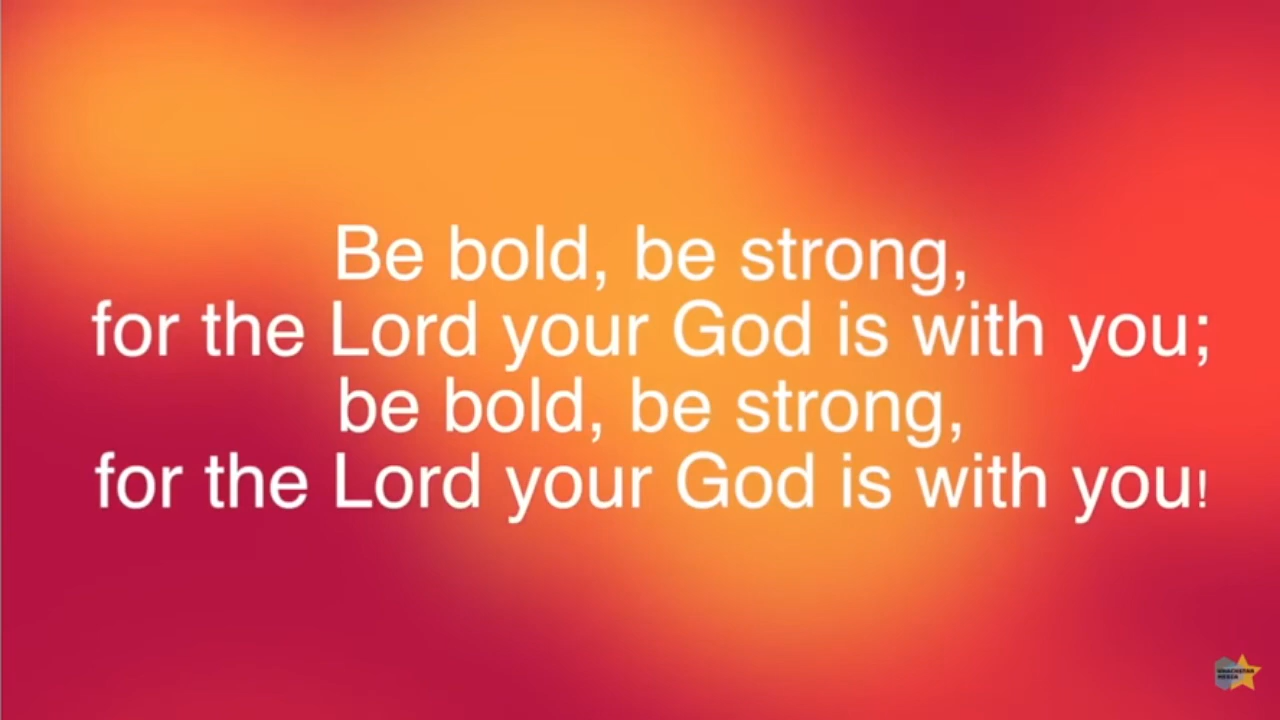 Be bold, be strong,
for the Lord your God is with you;
be bold, be strong,
for the Lord your God is with you!